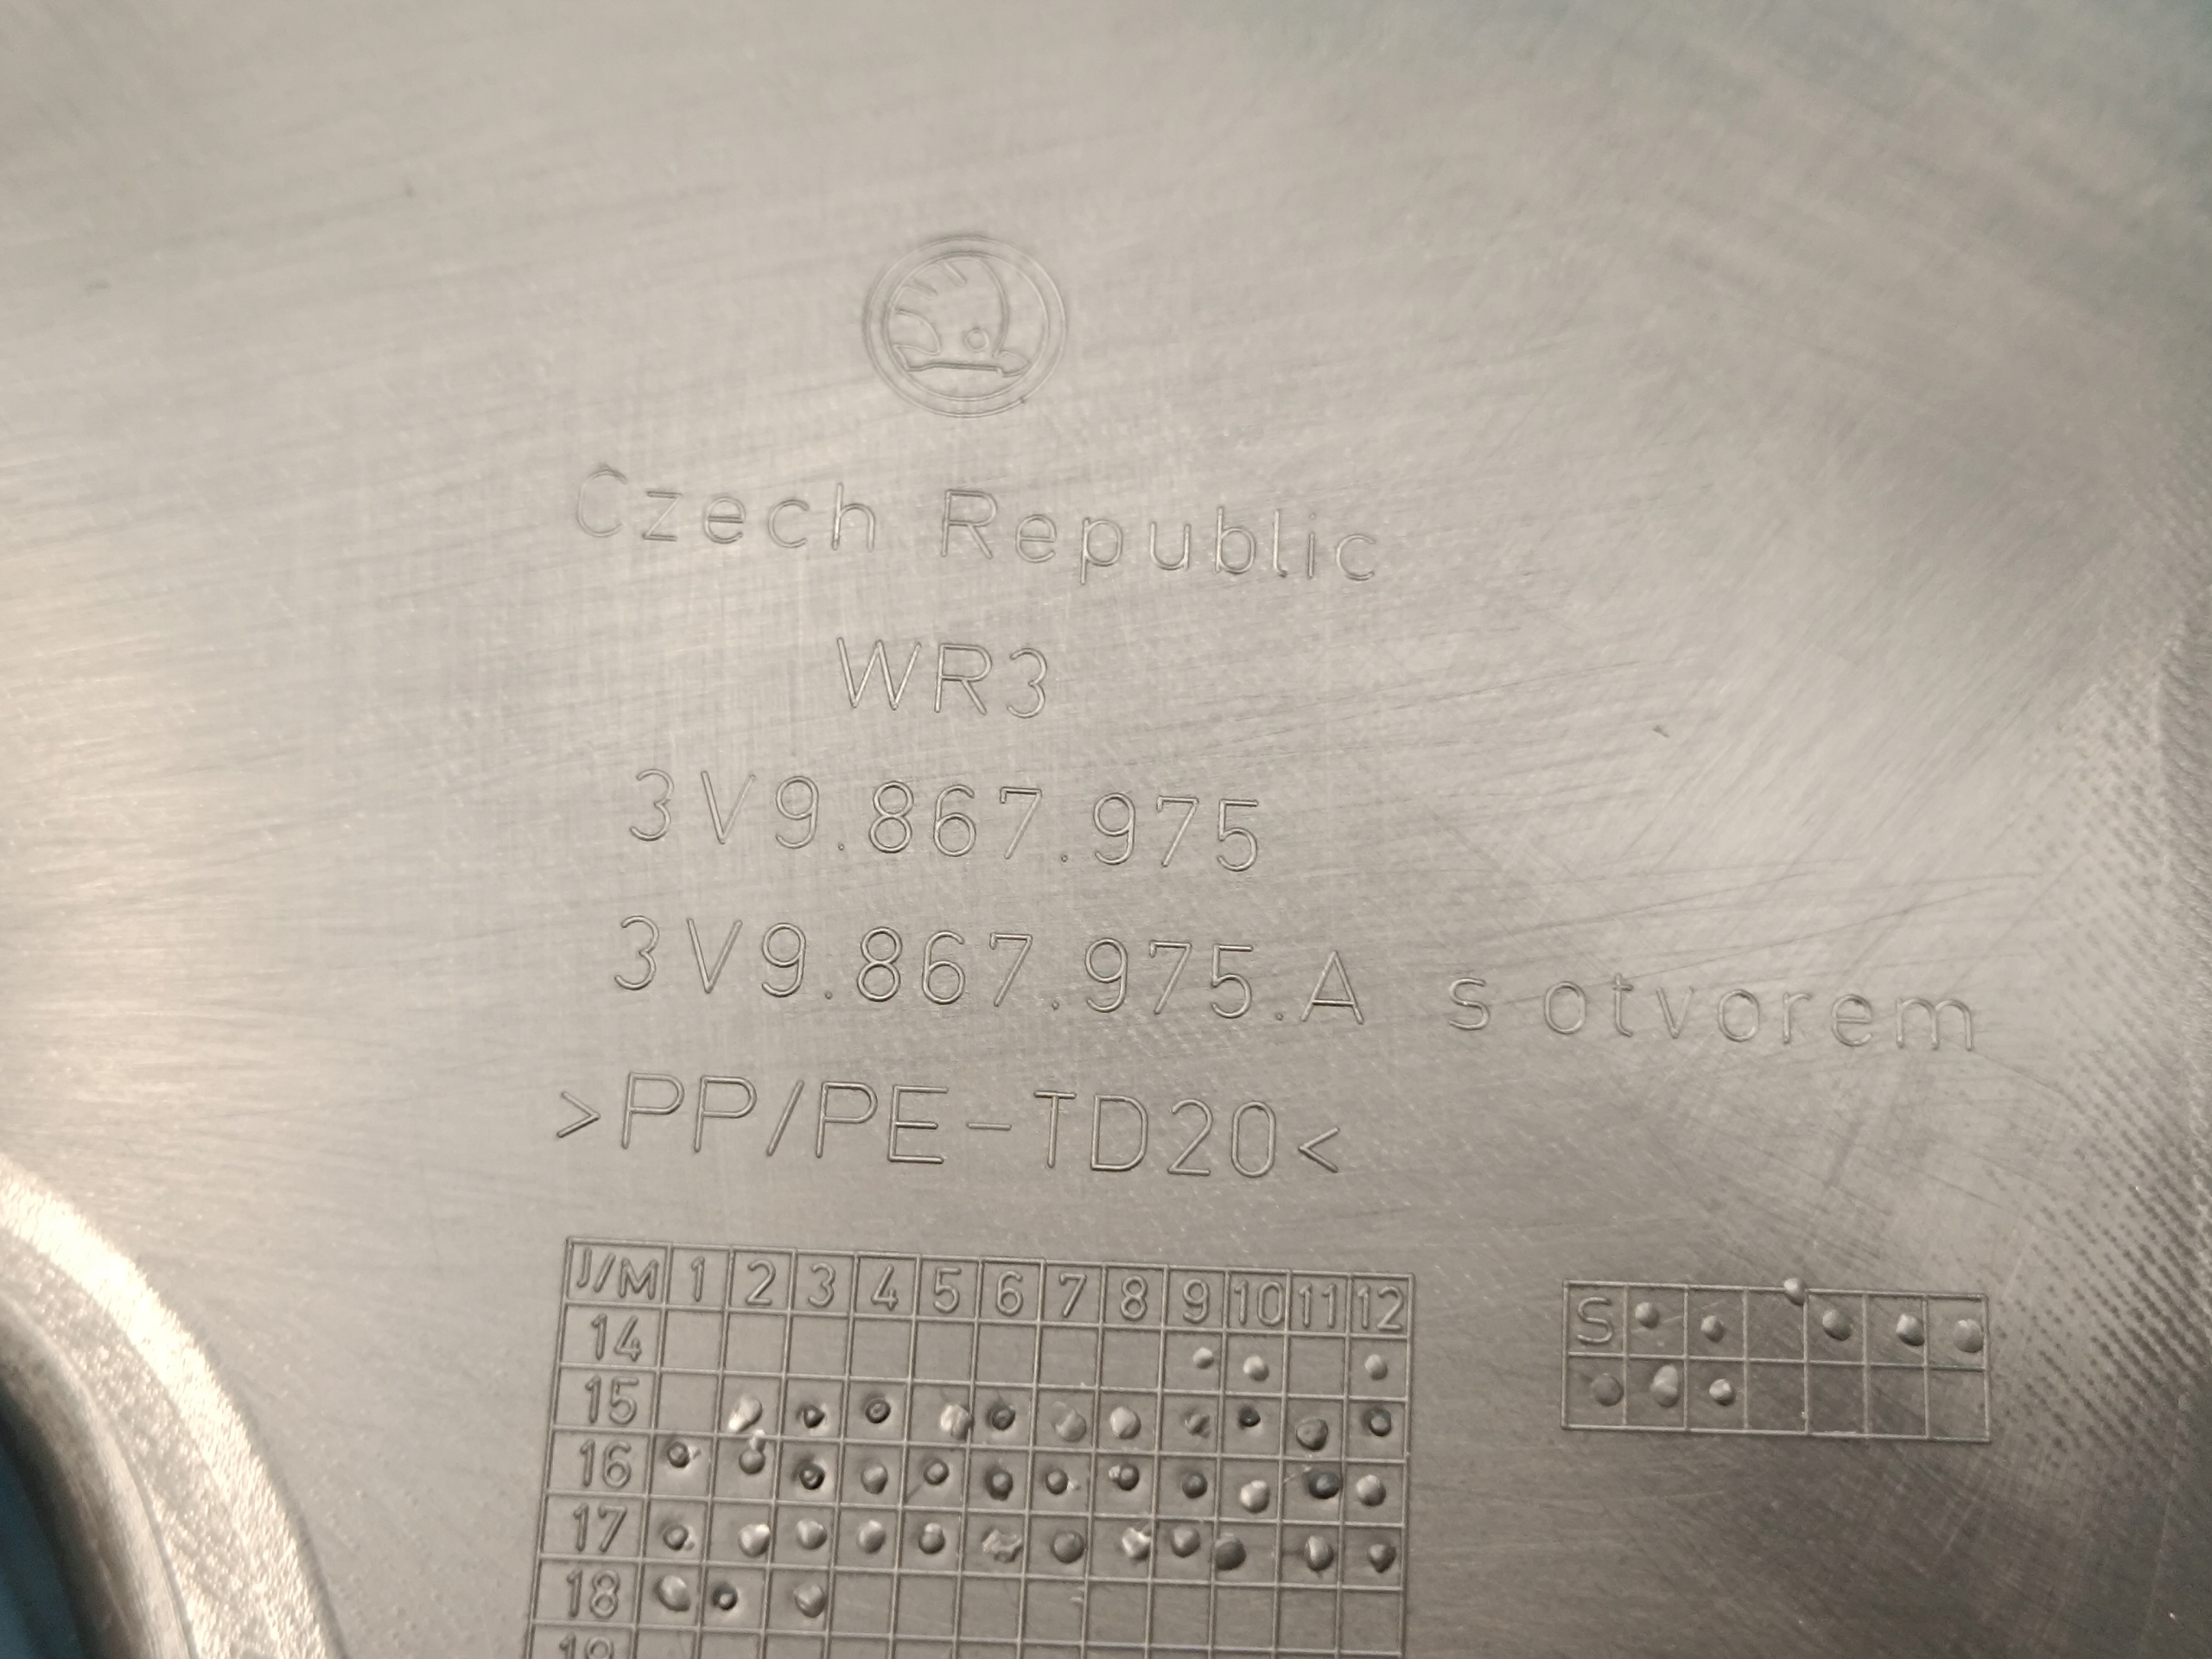 Czech Republic
WR3
3V9.867.975
3V9.867.975.A s otvorem
>PP/PE-TD20<
J/M 1 2 3 4 5 6 7 8 9 10 11 12
S
14
15
16
17
18